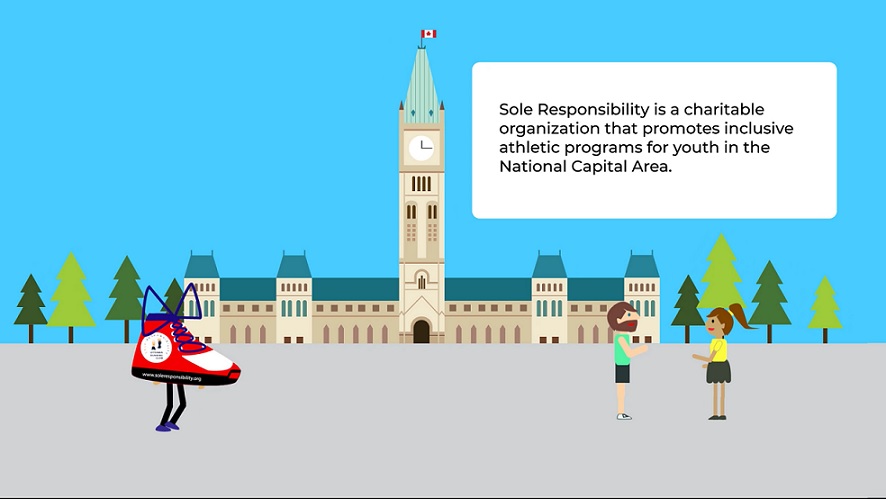 Sole Responsibility is a charitable
organization that promotes inclusive
athletic programs for youth in the
National Capital Area.
www.soleresponsibility.org